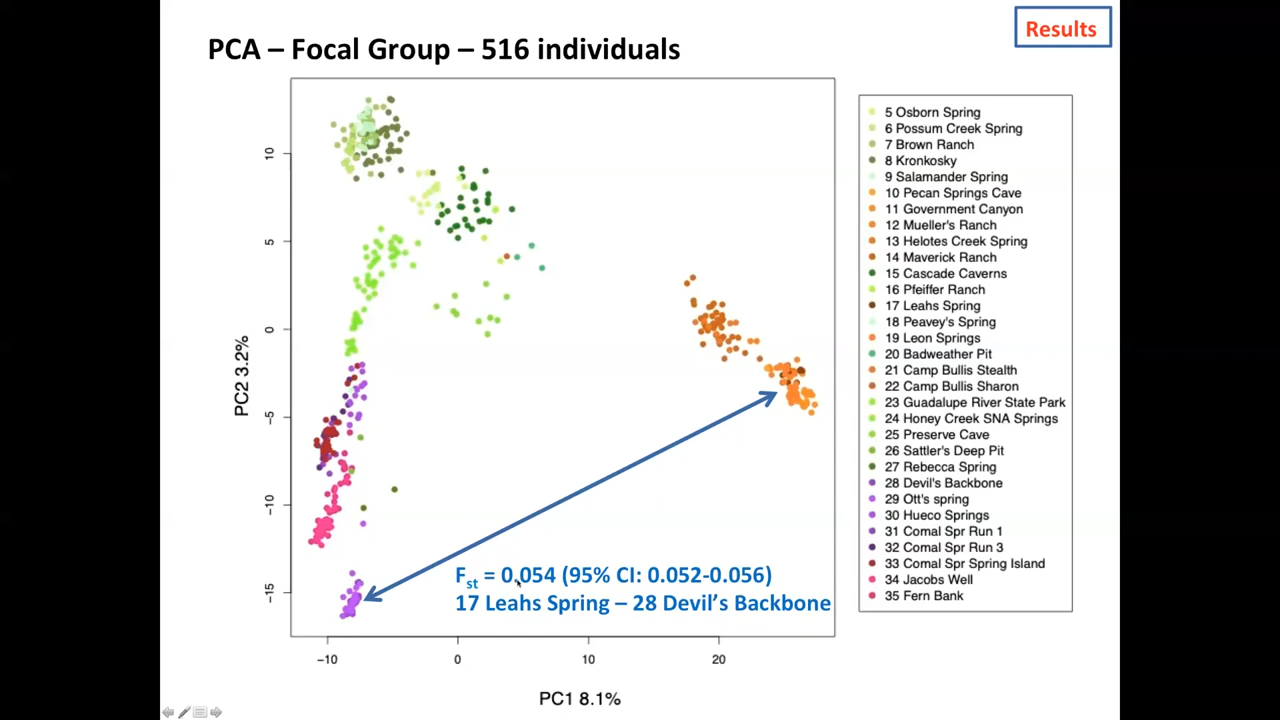 Results
PCA – Focal Group – 516 individuals
5 Osborn Spring
6 Possum Creek Spring
7 Brown Ranch
8 Kronkosky
9 Salamander Spring
10 Pecan Springs Cave
11 Government Canyon
12 Mueller's Ranch
13 Helotes Creek Spring
14 Maverick Ranch
15 Cascade Caverns
16 Pfeiffer Ranch
17 Leahs Spring
18 Peavey's Spring
19 Leon Springs
20 Badweather Pit
21 Camp Bullis Stealth
22 Camp Bullis Sharon
23 Guadalupe River State Park
24 Honey Creek SNA Springs
25 Preserve Cave
26 Sattler's Deep Pit
27 Rebecca Spring
28 Devil's Backbone
29 Ott's spring
30 Hueco Springs
31 Comal Spr Run 1
32 Comal Spr Run 3
33 Comal Spr Spring Island
34 Jacobs Well
35 Fern Bank
PC2 3.2%
10
5
0
−5
−10
−15
Fst = 0.054 (95% CI: 0.052-0.056)
17 Leahs Spring – 28 Devil’s Backbone
−10 0 10 20
PC1 8.1%